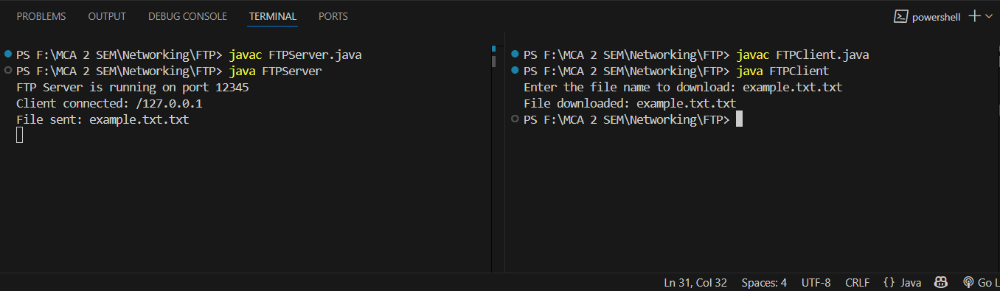 PROBLEMS OUTPUT DEBUG CONSOLE TERMINAL PORTS
powershell
PS F:\MCA 2 SEM\Networking\FTP> javac FTPServer.java
PS F:\MCA 2 SEM\Networking\FTP> java FTPServer
FTP Server is running on port 12345
Client connected: /127.0.0.1
File sent: example.txt.txt
PS F:\MCA 2 SEM\Networking\FTP> javac FTPClient.java
PS F:\MCA 2 SEM\Networking\FTP> java FTPClient
Enter the file name to download: example.txt.txt
File downloaded: example.txt.txt
PS F:\MCA 2 SEM\Networking\FTP>
Ln 31, Col 32 Spaces: 4 UTF-8 CRLF {} Java Go L